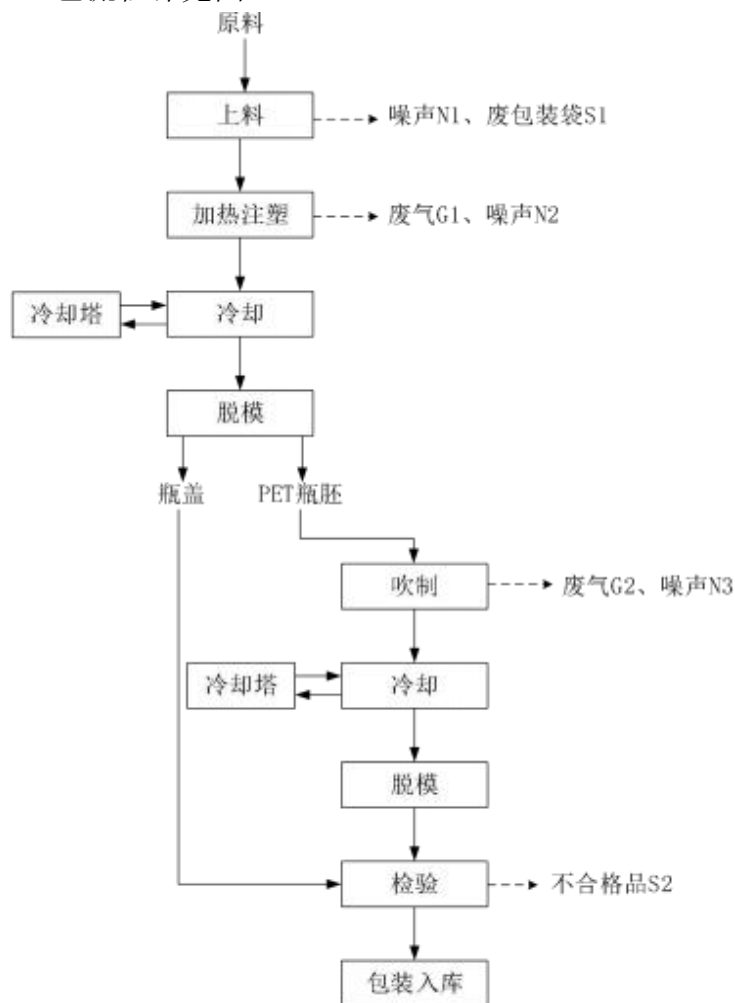 原料
上料
噪声N1、废包装袋S1
加热注塑
废气G1、噪声N2
冷却塔
冷却
脱模
瓶盖
PET瓶胚
吹制
废气G2、噪声N3
冷却塔
冷却
脱模
检验
不合格品S2
包装入库